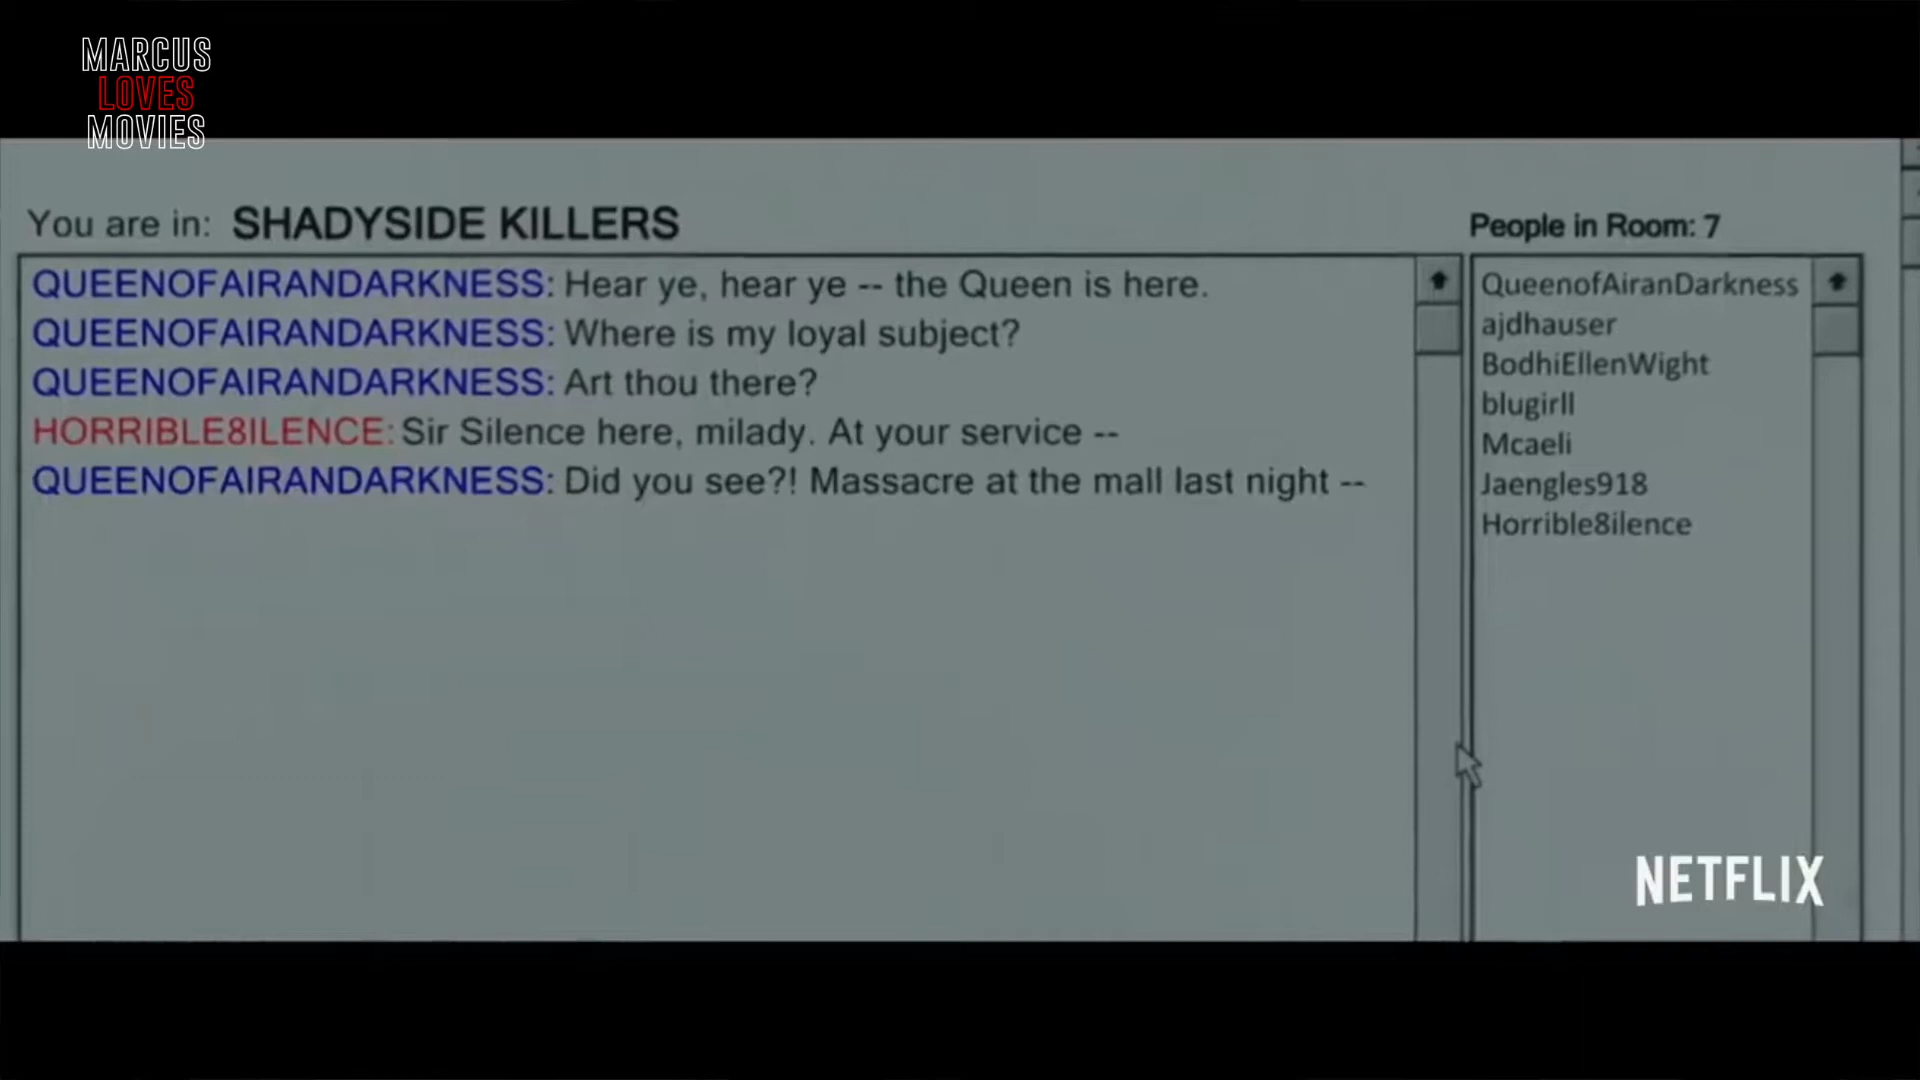 MARCUS
LOVES
MOVIES
You are in: SHADYSIDE KILLERS
People in Room: 7
QUEENOFAIRANDARKNESS: Hear ye, hear ye -- the Queen is here.
QUEENOFAIRANDARKNESS: Where is my loyal subject?
QUEENOFAIRANDARKNESS: Art thou there?
HORRIBLE8ILENCE: Sir Silence here, milady. At your service --
QUEENOFAIRANDARKNESS: Did you see?! Massacre at the mall last night --
QueenofAiranDarkness
ajdhauser
BodhiEllenWight
blugirll
Mcaeli
Jaengles918
Horrible8ilence
NETFLIX